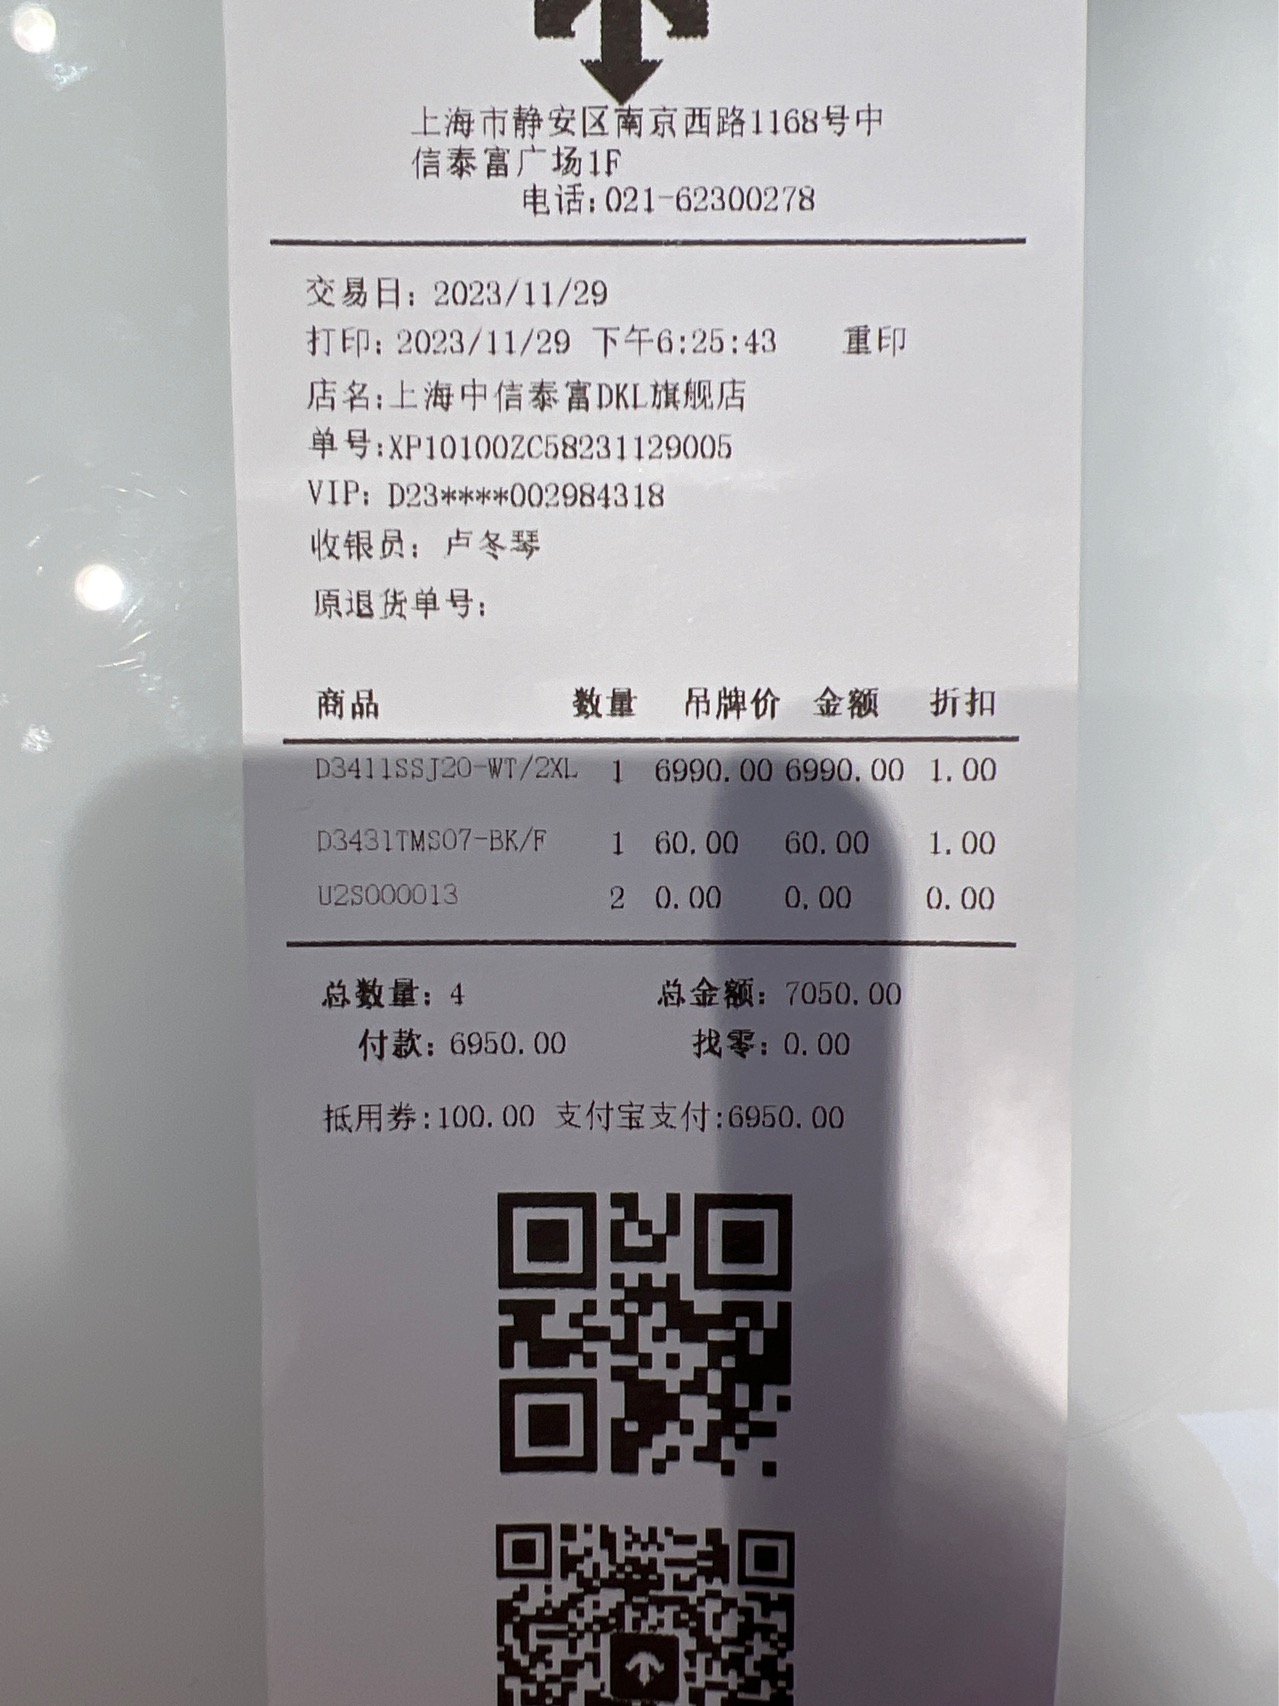 上海市静安区南京西路1168号中
信泰富广场1F
电话:021-62300278
交易日: 2023/11/29
打印: 2023/11/29 下午6:25:43 重印
店名:上海中信泰富DKL旗舰店
单号:XP10100ZC58231129005
VIP: D23****002984318
收银员: 卢冬琴
原退货单号:
商品 数量 吊牌价 金额 折扣
D3411SSJ20-WT/2XL 1 6990.00 6990.00 1.00
D3431TMS07-BK/F 1 60.00 60.00 1.00
U2S000013 2 0.00 0.00 0.00
总数量: 4 总金额: 7050.00
付款: 6950.00 找零: 0.00
抵用券:100.00 支付宝支付:6950.00